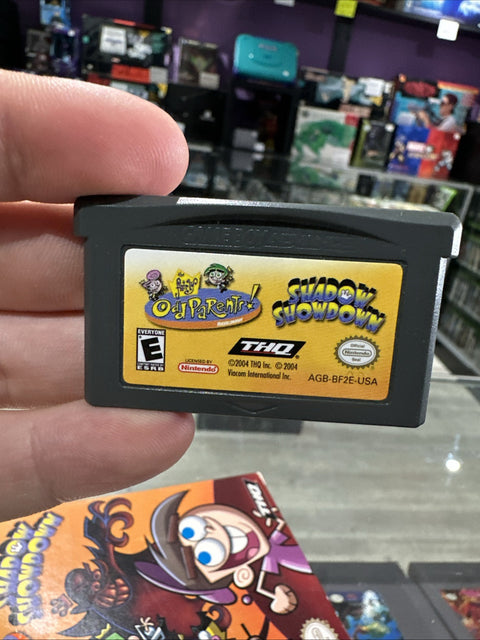 GAME BOY ADVANCE
The Fairly
OddParents!
SHADOW
SHOWDOWN
EVERYONE
E
ESRB
LICENSED BY
Nintendo
THQ
©2004 THQ Inc. © 2004
Viacom International Inc.
Official
Nintendo
Seal
AGB-BF2E-USA
THQ
SHADOW
SHOWDOWN